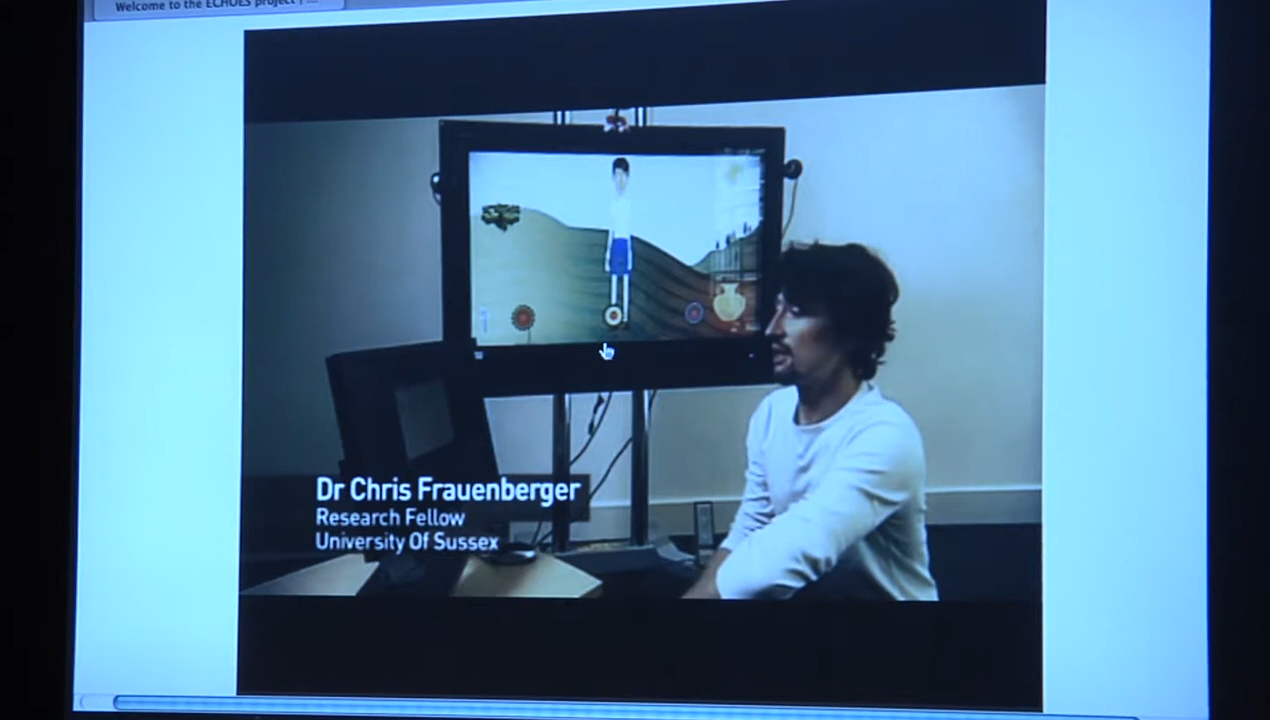 Welcome to the ECHOES project | ...
Dr Chris Frauenberger
Research Fellow
University Of Sussex